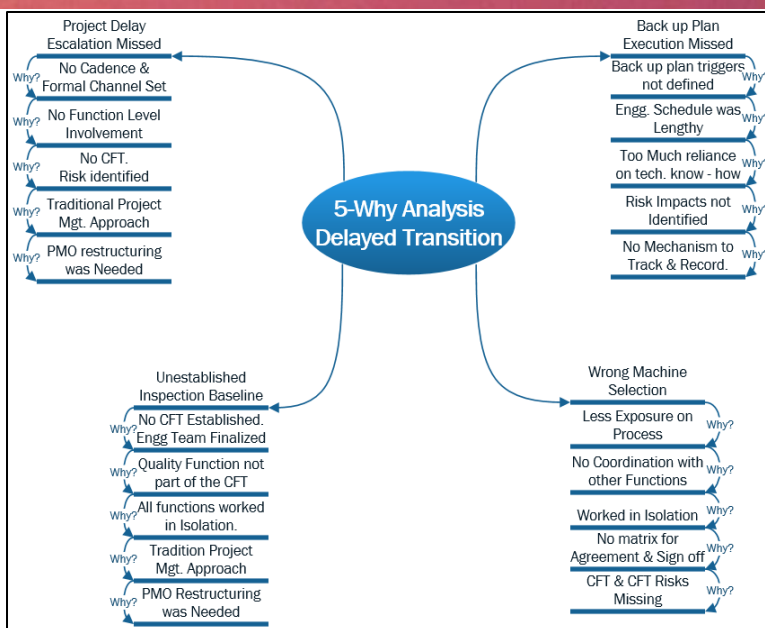 Project Delay
Escalation Missed
Why?
No Cadence &
Formal Channel Set
Why?
No Function Level
Involvement
Why?
No CFT.
Risk identified
Why?
Traditional Project
Mgt. Approach
Why?
PMO restructuring
was Needed
Back up Plan
Execution Missed
Why?
Back up plan triggers
not defined
Why?
Engg. Schedule was
Lengthy
Why?
Too Much reliance
on tech. know - how
Why?
Risk Impacts not
Identified
Why?
No Mechanism to
Track & Record.
5-Why Analysis
Delayed Transition
Unestablished
Inspection Baseline
Why?
No CFT Established.
Engg Team Finalized
Why?
Quality Function not
part of the CFT
Why?
All functions worked
in Isolation.
Why?
Tradition Project
Mgt. Approach
Why?
PMO Restructuring
was Needed
Wrong Machine
Selection
Why?
Less Exposure on
Process
Why?
No Coordination with
other Functions
Why?
Worked in Isolation
Why?
No matrix for
Agreement & Sign off
Why?
CFT & CFT Risks
Missing